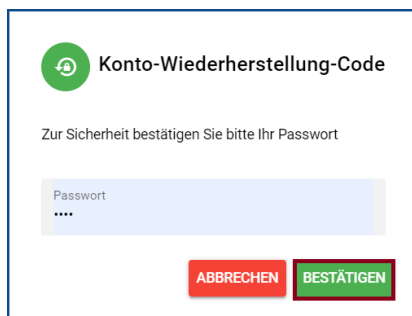 Konto-Wiederherstellung-Code
Zur Sicherheit bestätigen Sie bitte Ihr Passwort
Passwort
••••
ABBRECHEN BESTÄTIGEN